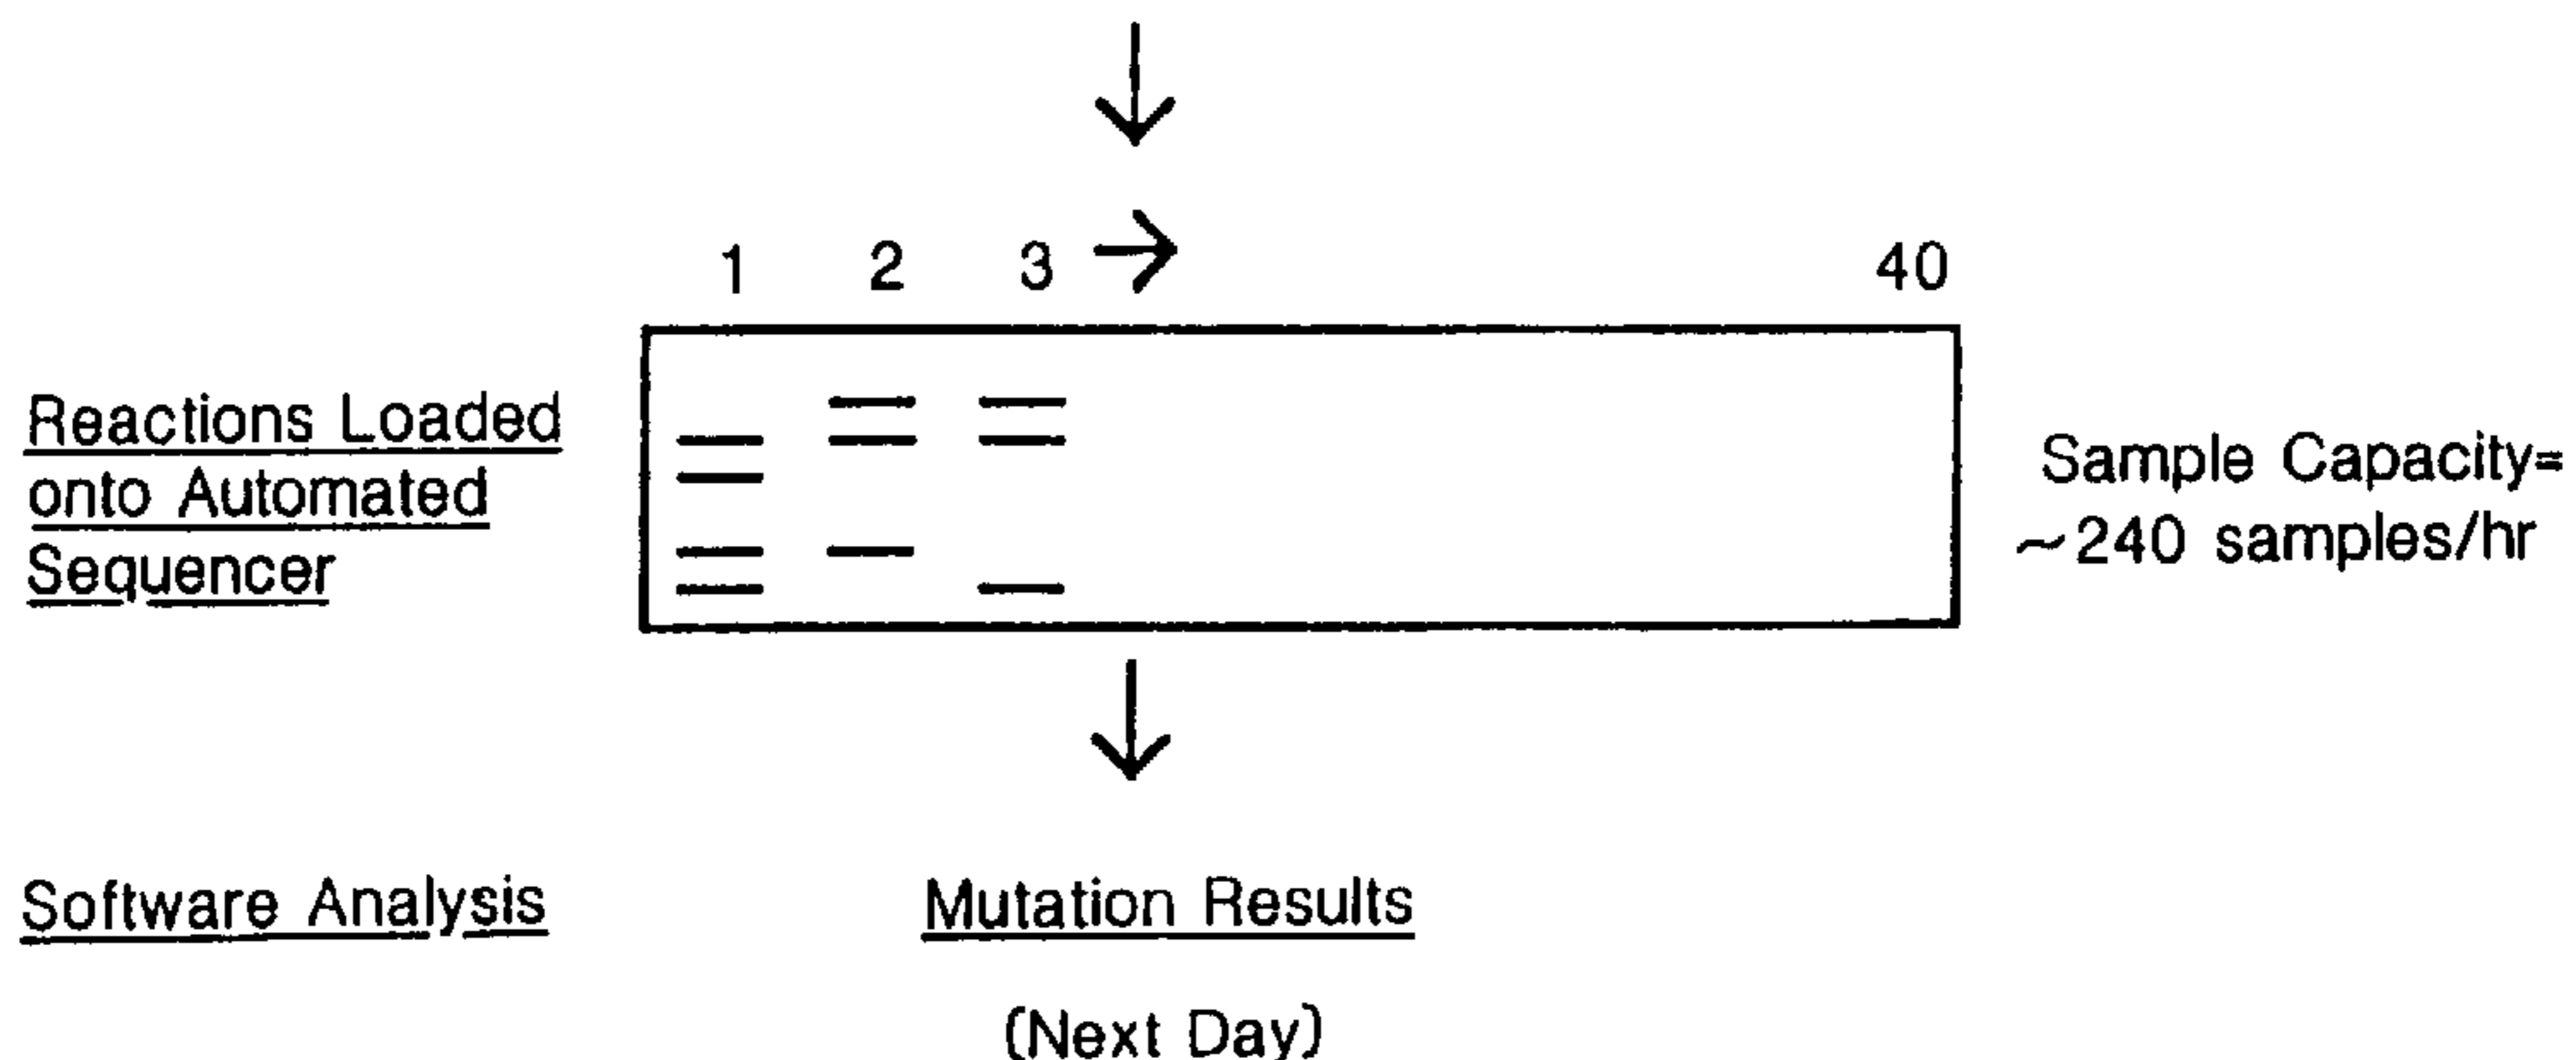 1 2 3 → 40
Reactions Loaded
onto Automated
Sequencer
Sample Capacity=
~240 samples/hr
Software Analysis
Mutation Results
(Next Day)